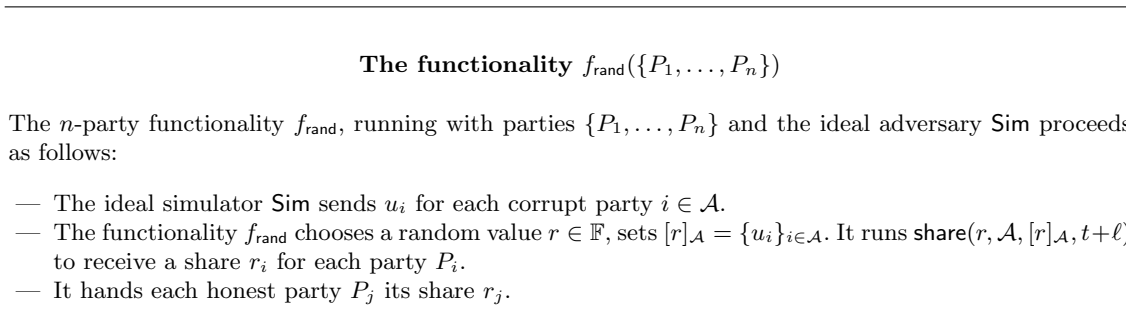 The functionality f_rand({P_1, . . . , P_n})
The n-party functionality f_rand, running with parties {P_1, . . . , P_n} and the ideal adversary Sim proceeds
as follows:
— The ideal simulator Sim sends u_i for each corrupt party i ∈ 𝒜.
— The functionality f_rand chooses a random value r ∈ 𝔽, sets [r]_𝒜 = {u_i}_{i∈𝒜}. It runs share(r, 𝒜, [r]_𝒜, t+ℓ)
to receive a share r_i for each party P_i.
— It hands each honest party P_j its share r_j.